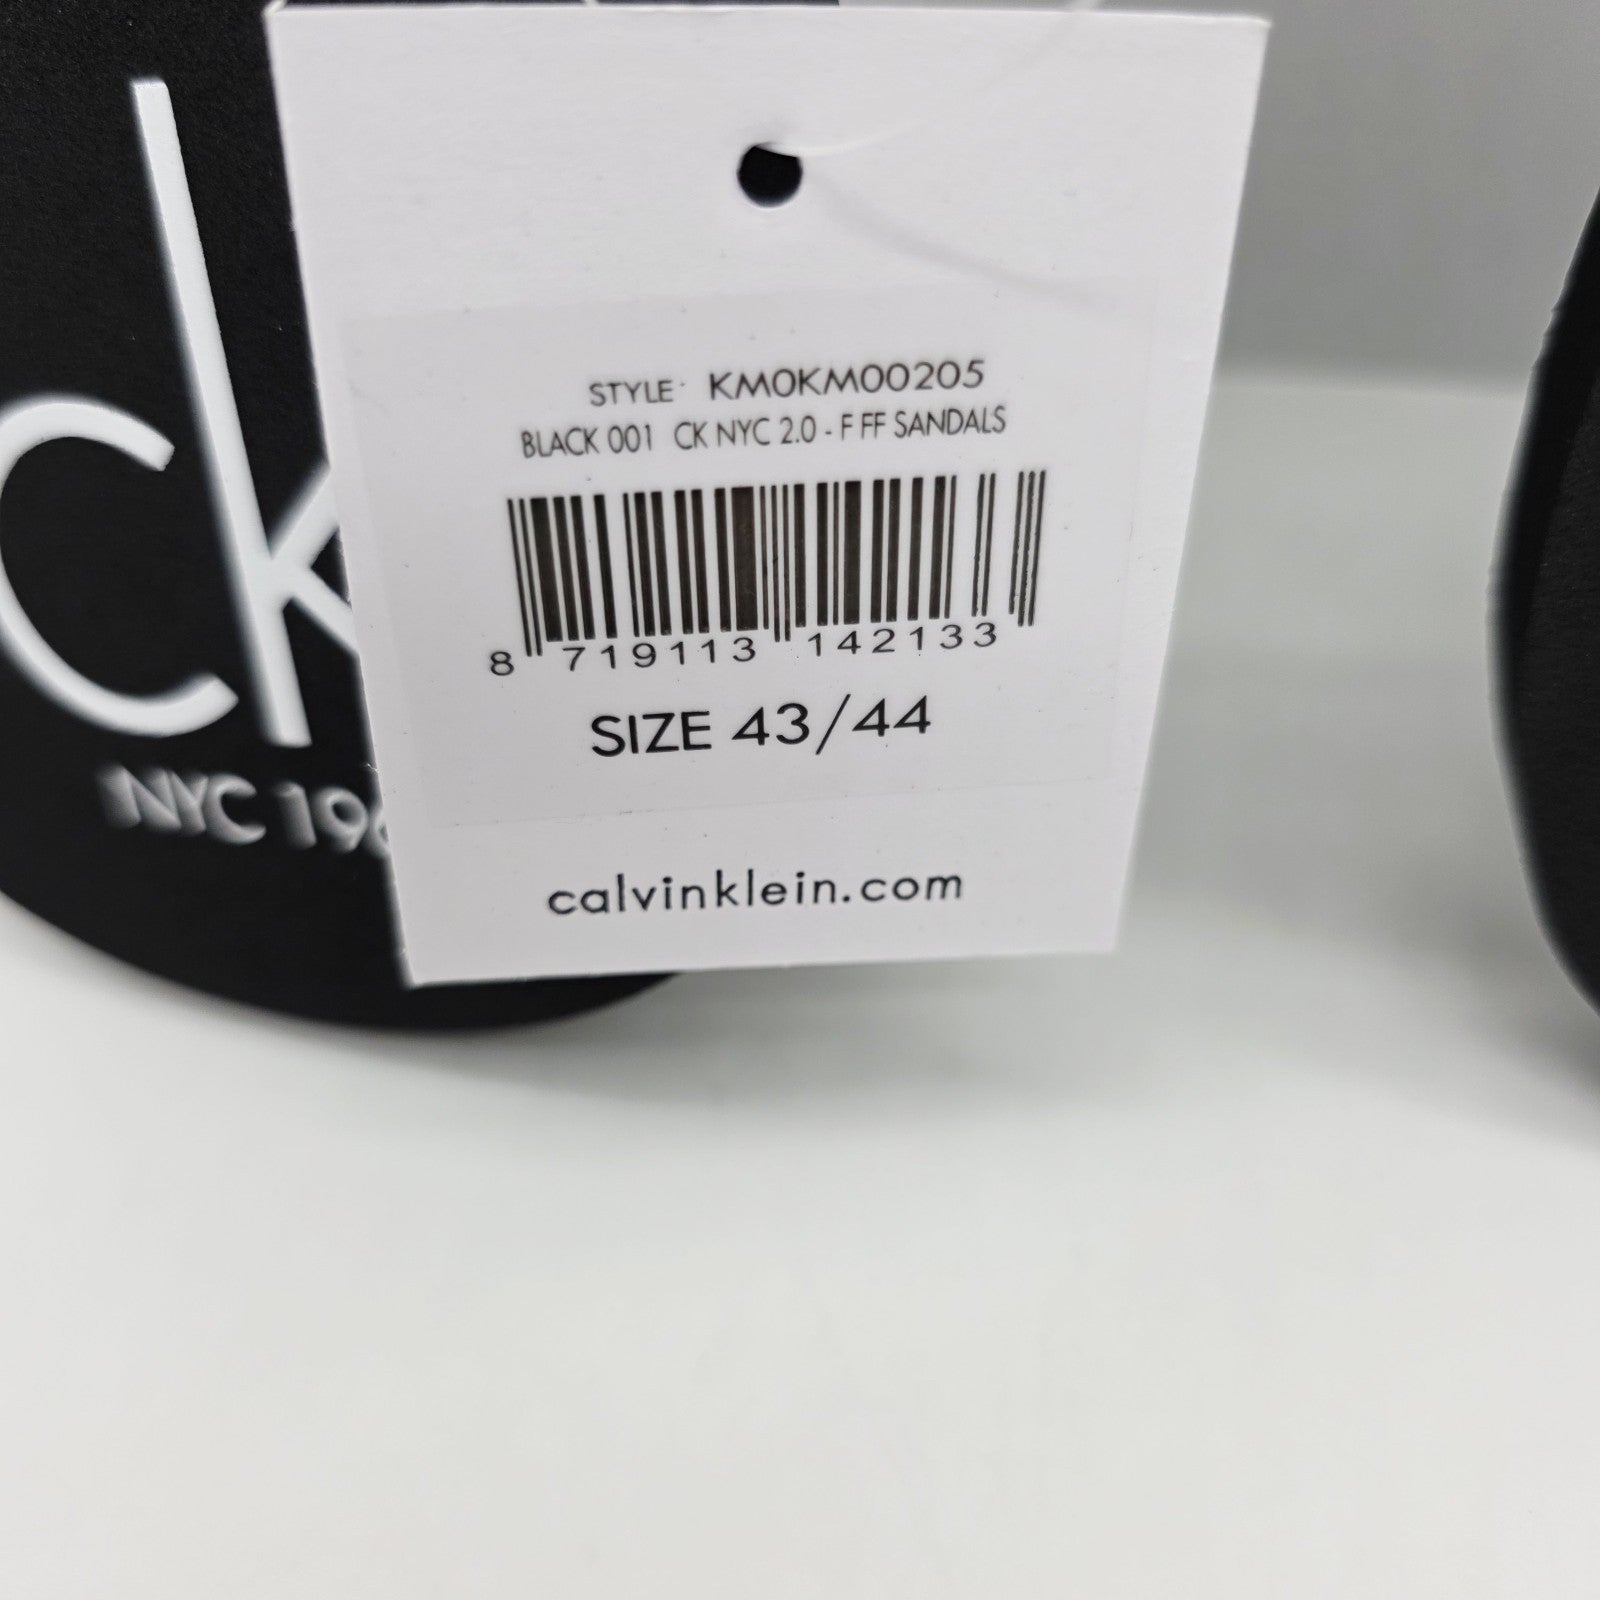 ck
NYC 196
STYLE: KM0KM00205
BLACK 001 CK NYC 2.0 - F FF SANDALS
8 719113 142133
SIZE 43/44
calvinklein.com